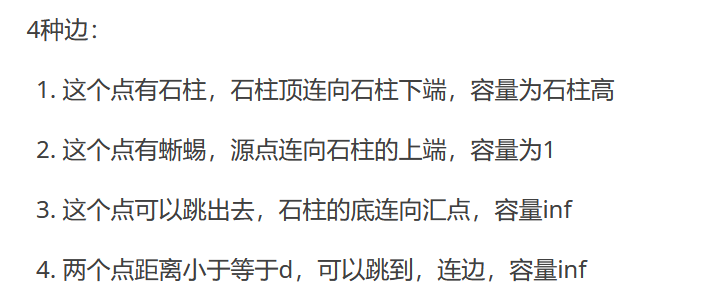 4种边：
1. 这个点有石柱，石柱顶连向石柱下端，容量为石柱高
2. 这个点有蜥蜴，源点连向石柱的上端，容量为1
3. 这个点可以跳出去，石柱的底连向汇点，容量inf
4. 两个点距离小于等于d，可以跳到，连边，容量inf